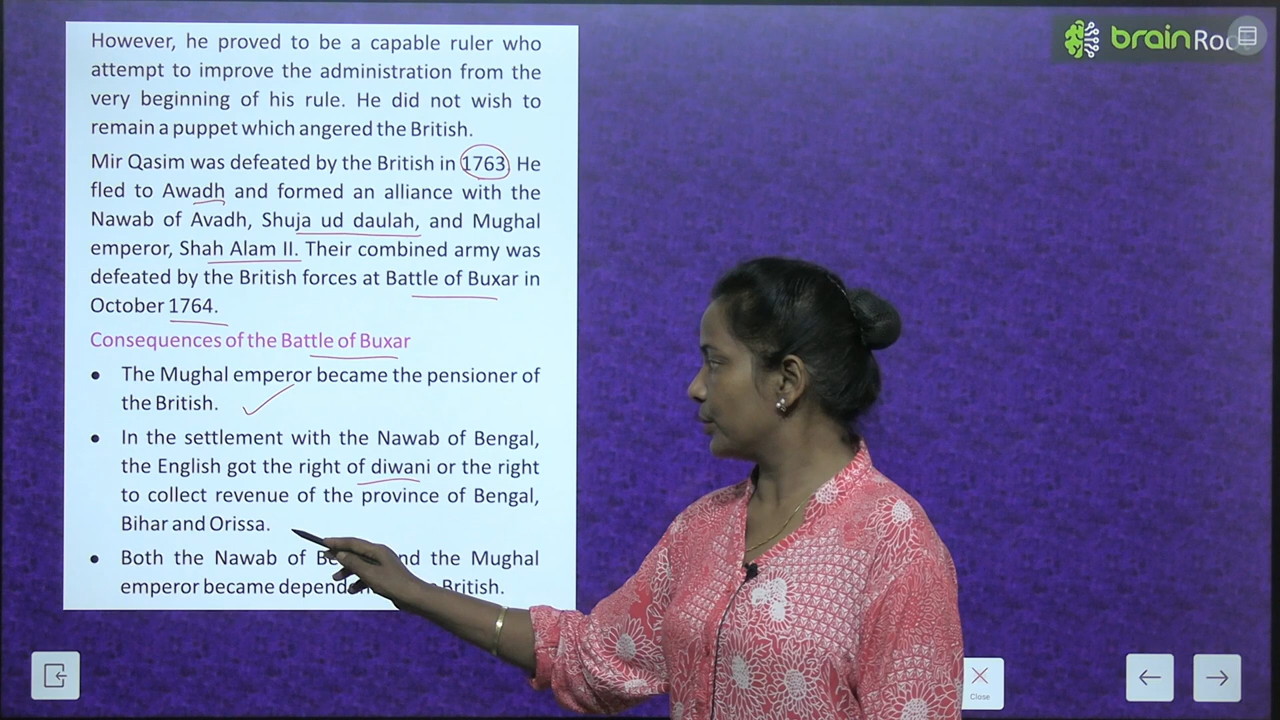 However, he proved to be a capable ruler who
attempt to improve the administration from the
very beginning of his rule. He did not wish to
remain a puppet which angered the British.
Mir Qasim was defeated by the British in 1763. He
fled to Awadh and formed an alliance with the
Nawab of Avadh, Shuja ud daulah, and Mughal
emperor, Shah Alam II. Their combined army was
defeated by the British forces at Battle of Buxar in
October 1764.
Consequences of the Battle of Buxar
• The Mughal emperor became the pensioner of
the British.
• In the settlement with the Nawab of Bengal,
the English got the right of diwani or the right
to collect revenue of the province of Bengal,
Bihar and Orissa.
• Both the Nawab of and the Mughal
emperor became British.
brain
Close